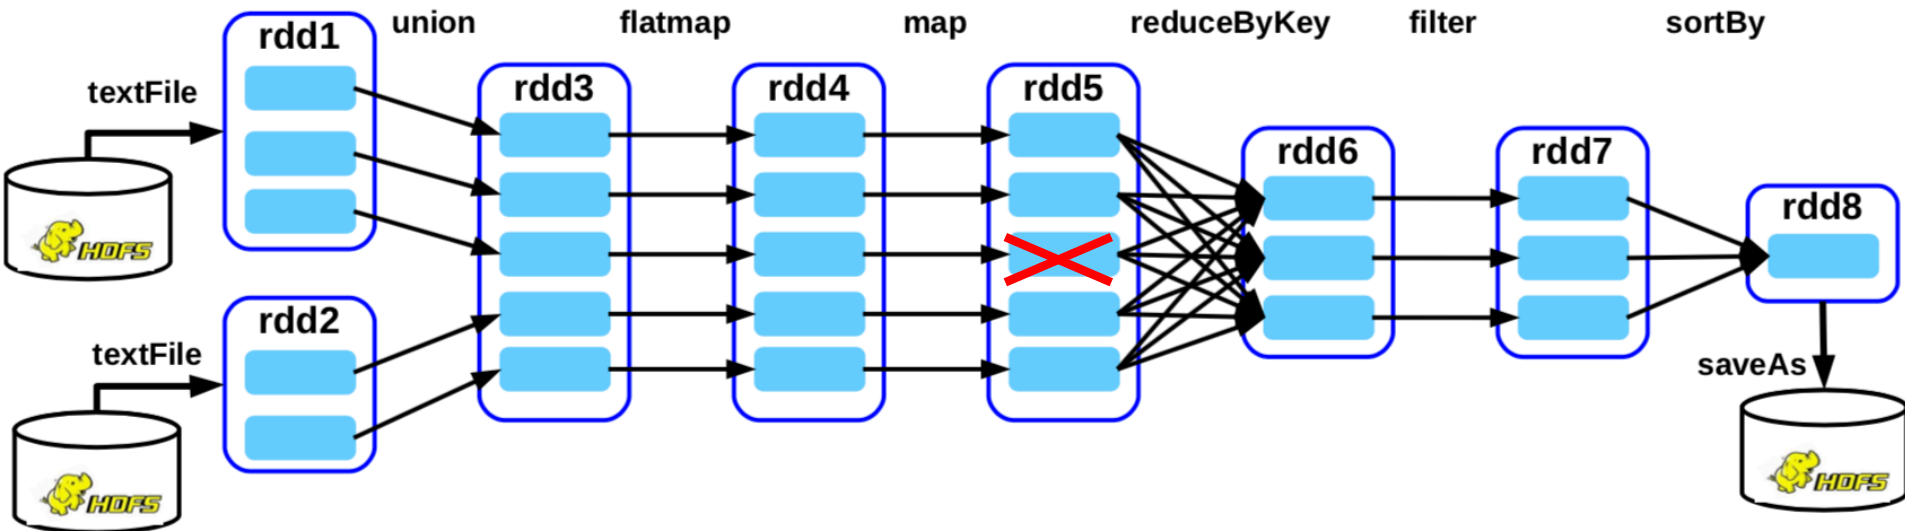 union flatmap map reduceByKey filter sortBy
rdd1
textFile
HDFS
rdd3
rdd4
rdd5
rdd6
rdd7
rdd8
rdd2
textFile
HDFS
saveAs
HDFS